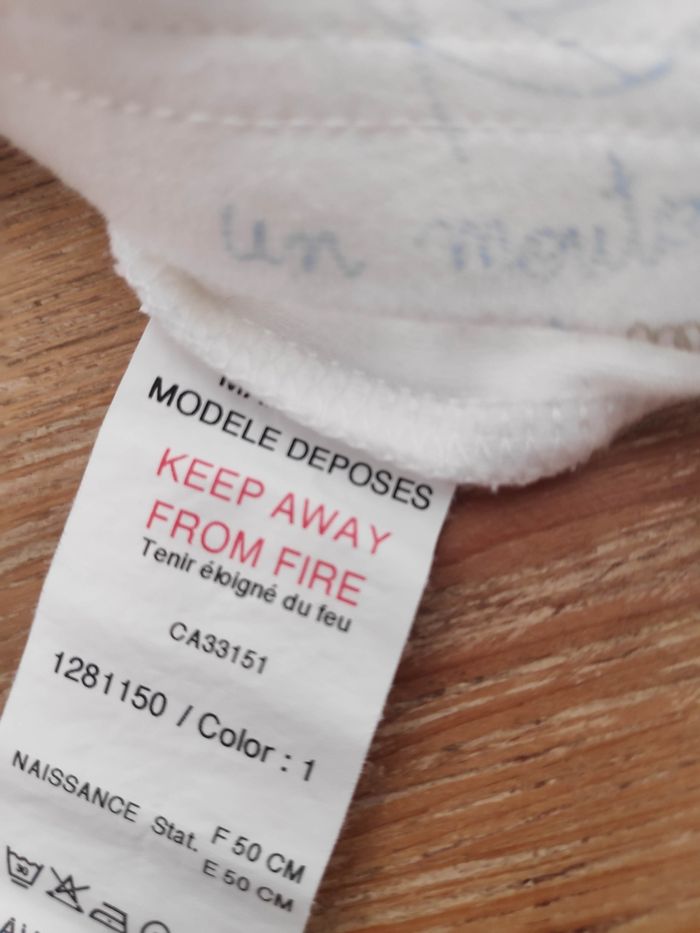 un
MODELE DEPOSES
KEEP AWAY
FROM FIRE
Tenir éloigné du feu
CA33151
1281150 / Color : 1
NAISSANCE Stat. F 50 CM
E 50 CM
30